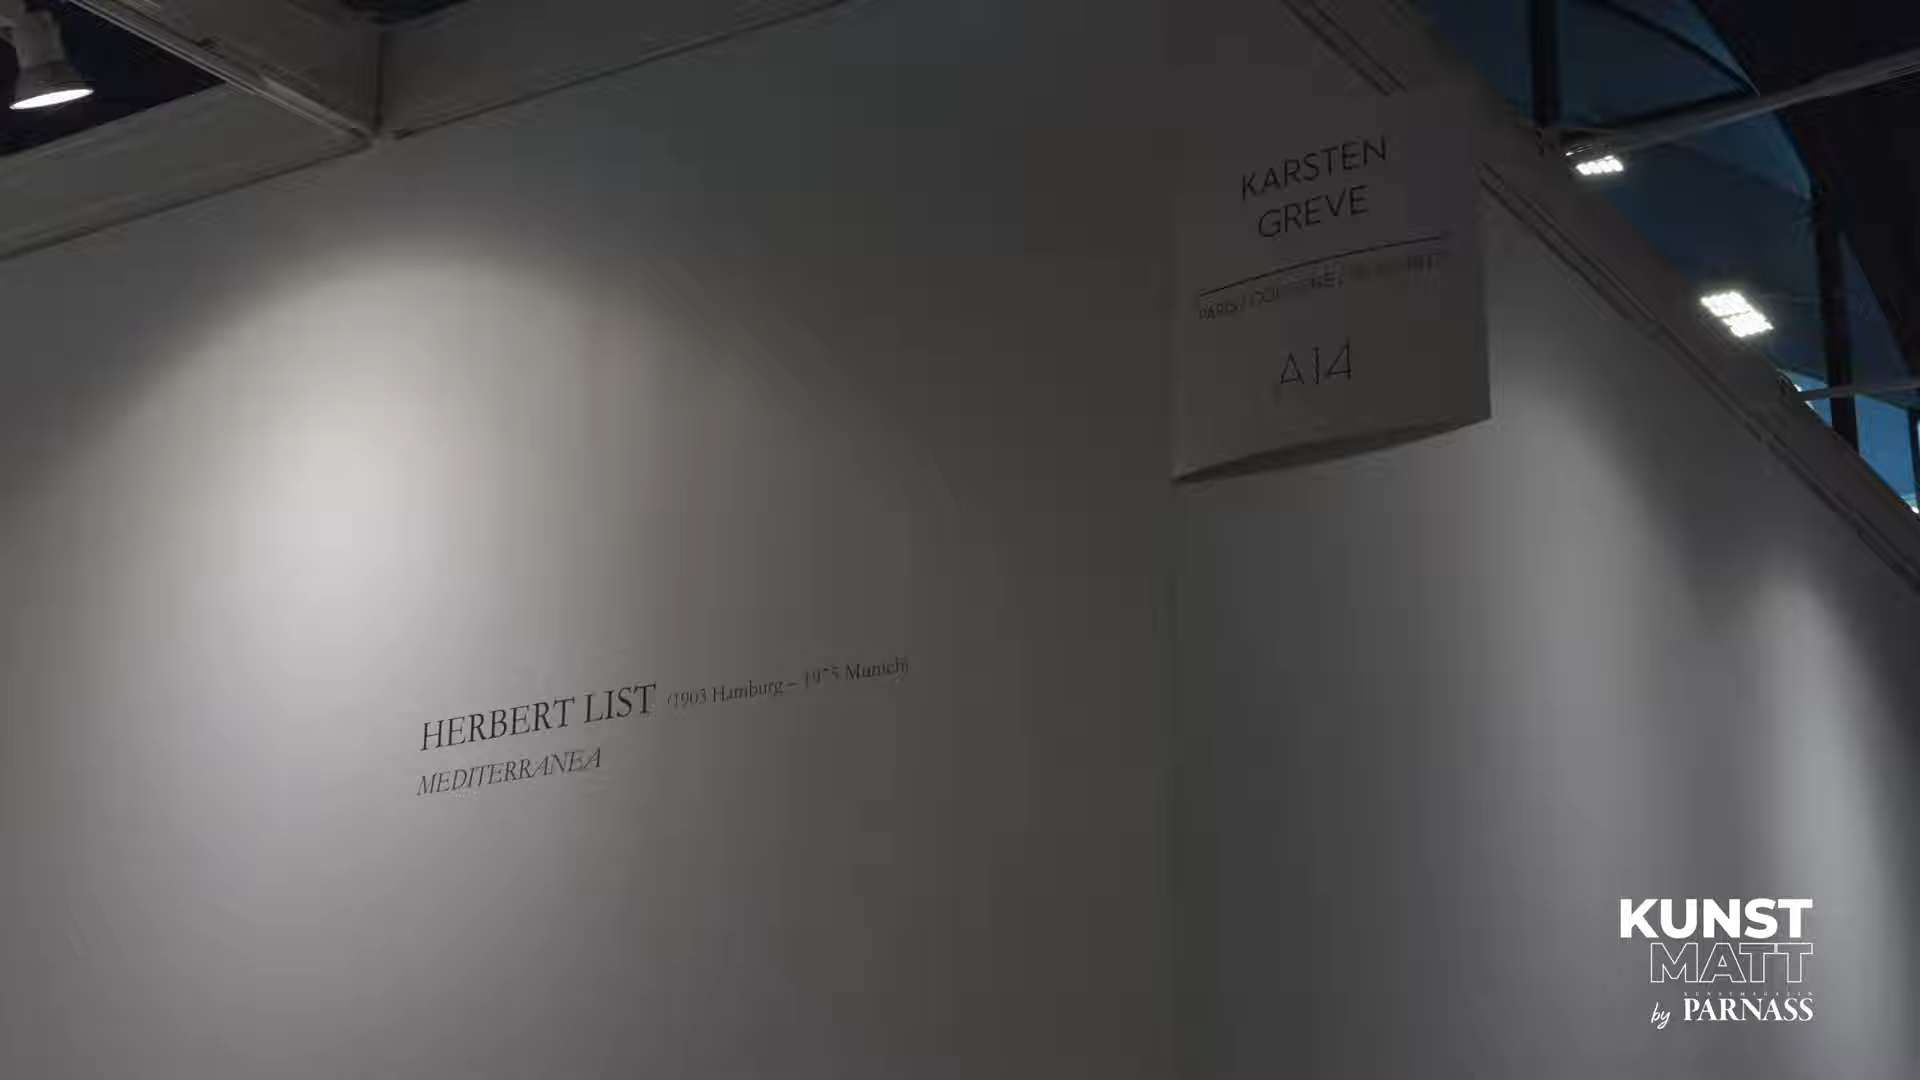 KARSTEN
GREVE
A14
HERBERT LIST (1903 Hamburg – 1975 Munich)
MEDITERRANEA
KUNST
MATT
by PARNASS